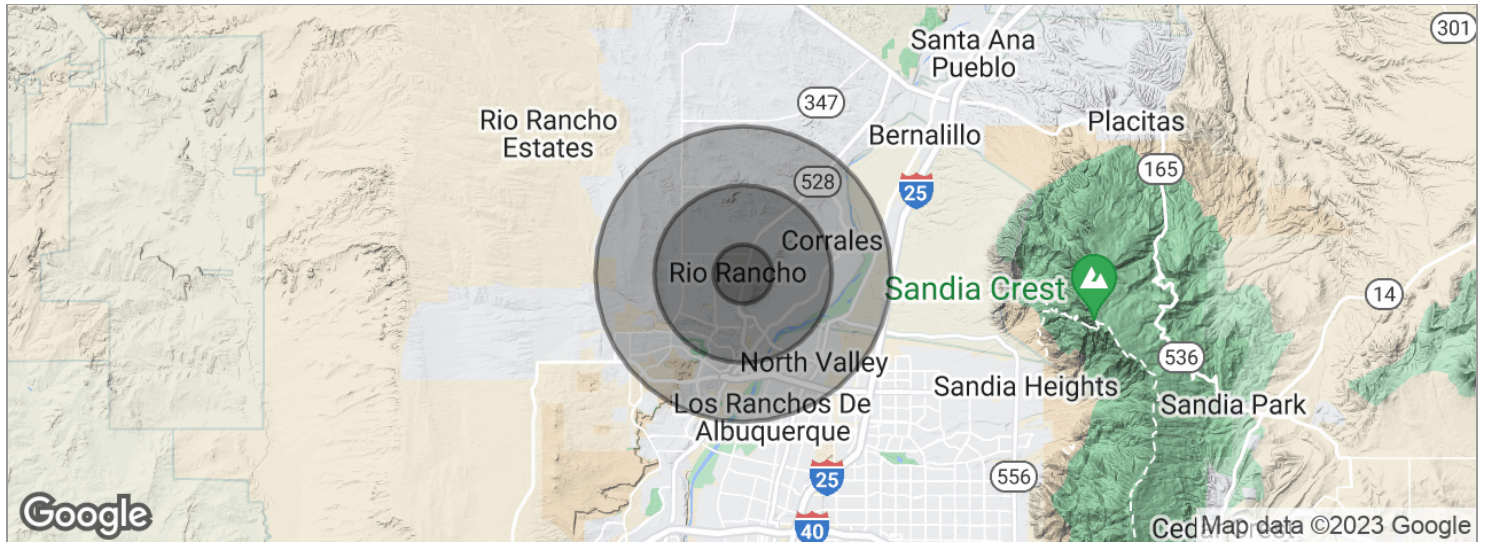 301
Santa Ana
Pueblo
347
Rio Rancho
Estates
Bernalillo
Placitas
165
528
25
Corrales
Rio Rancho
Sandia Crest
14
North Valley
536
Sandia Heights
Los Ranchos De
Albuquerque
Sandia Park
25
556
Google
40
Ced
Map data ©2023 Google